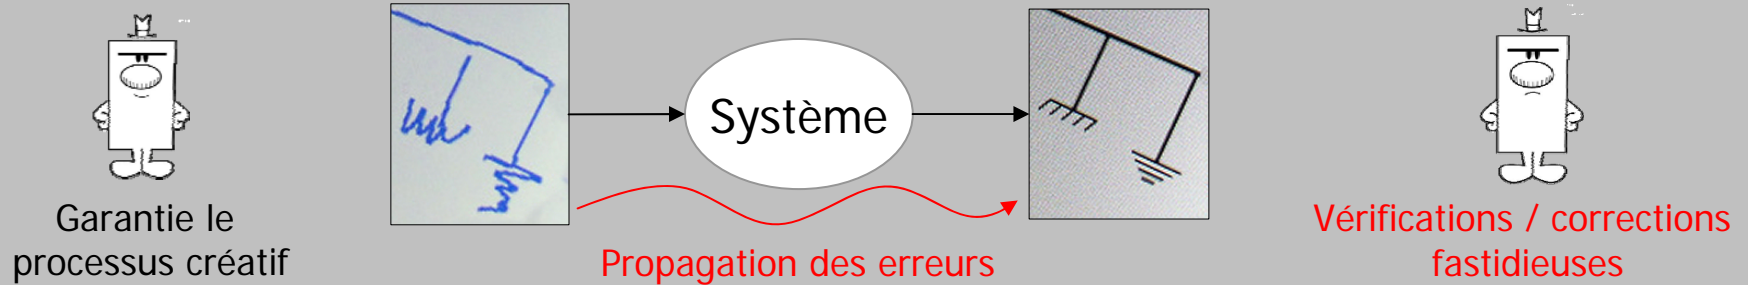 Système
Garantie le
processus créatif
Propagation des erreurs
Vérifications / corrections
fastidieuses